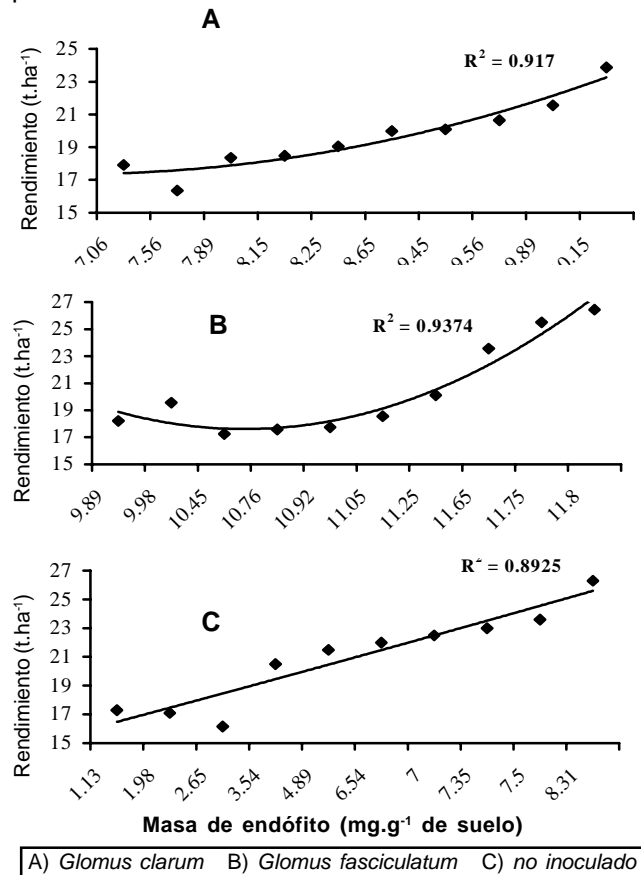 A
R² = 0.917
Rendimiento (t.ha⁻¹)
25
23
21
19
17
15
7.06 7.56 7.89 8.15 8.25 8.65 9.45 9.56 9.89
B
R² = 0.9374
Rendimiento (t.ha⁻¹)
27
25
23
21
19
17
15
9.89 9.98 10.45 10.76 10.92 11.05 11.25 11.65 11.75 11.8
C
R² = 0.8925
Rendimiento (t.ha⁻¹)
27
25
23
21
19
17
15
1.13 1.98 2.65 3.54 4.89 6.54 7 7.35 7.5 8.31
Masa de endófito (mg.g⁻¹ de suelo)
A) Glomus clarum B) Glomus fasciculatum C) no inoculado